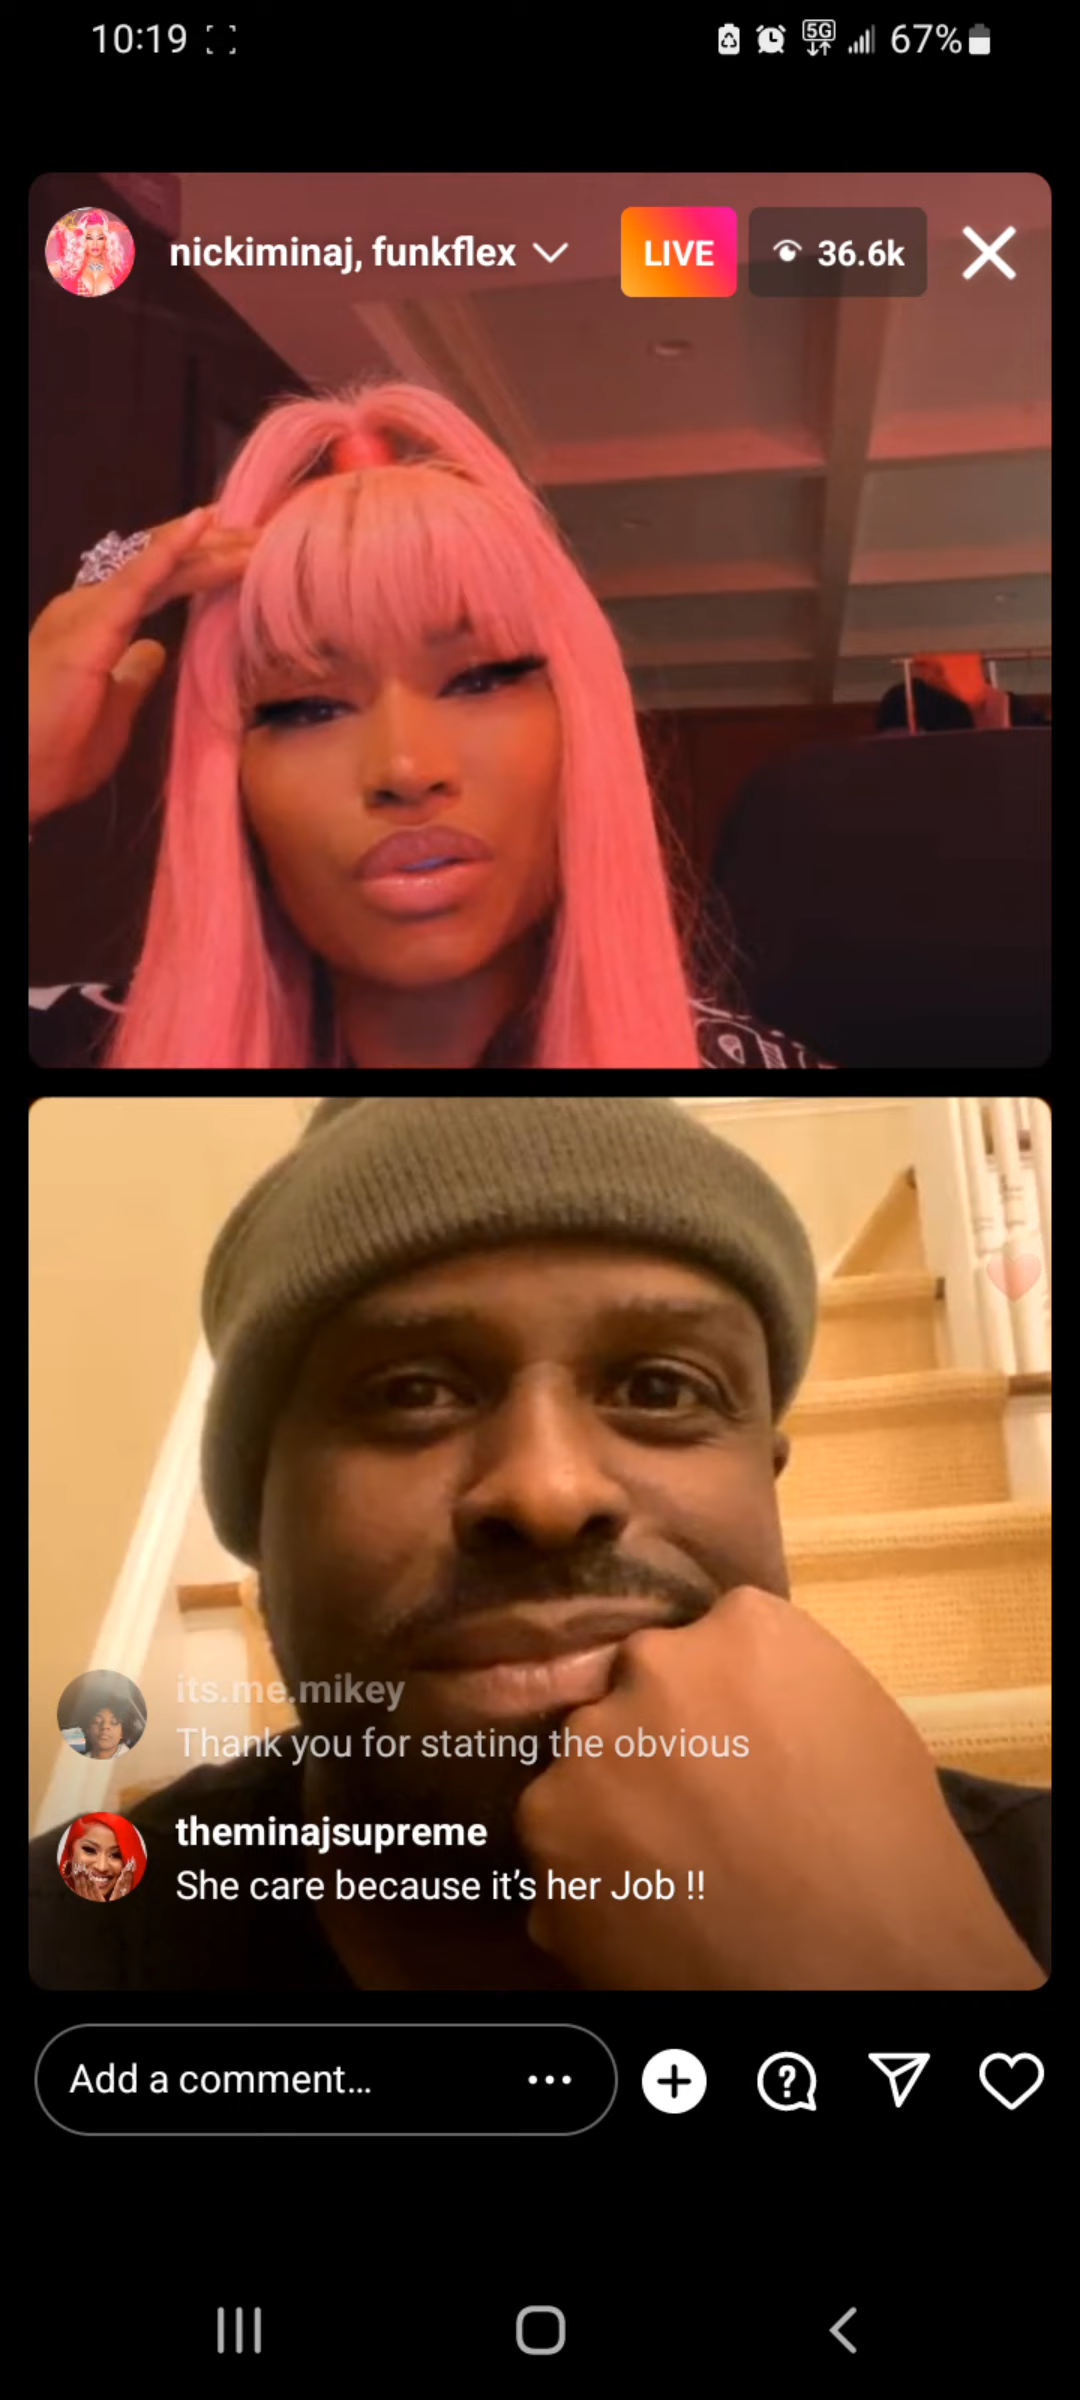 10:19
5G 67%
nickiminaj, funkflex LIVE 36.6k
its.me.mikey
Thank you for stating the obvious
theminajsupreme
She care because it’s her Job !!
Add a comment...